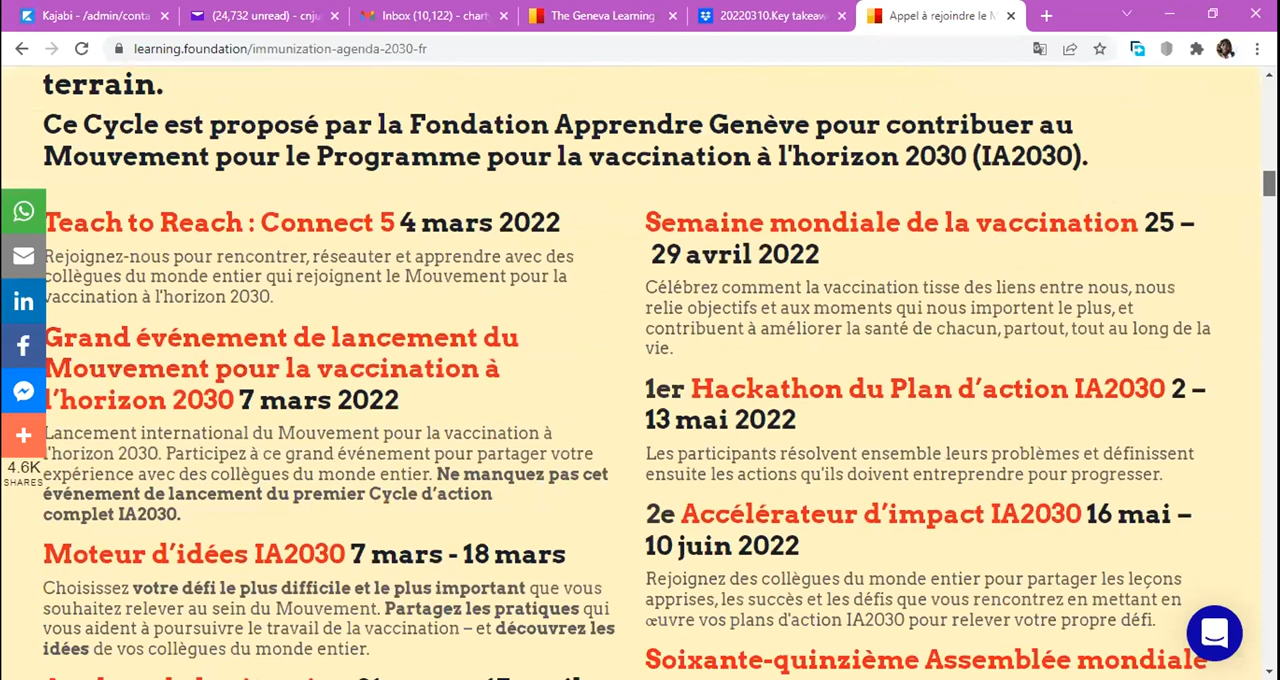 Kajabi - /admin/conta
(24,732 unread) - cnju
Inbox (10,122) - charl
The Geneva Learning
20220310.Key takeaw
Appel à rejoindre le M
learning.foundation/immunization-agenda-2030-fr
terrain.
Ce Cycle est proposé par la Fondation Apprendre Genève pour contribuer au
Mouvement pour le Programme pour la vaccination à l'horizon 2030 (IA2030).
Teach to Reach : Connect 5 4 mars 2022
Rejoignez-nous pour rencontrer, réseauter et apprendre avec des
collègues du monde entier qui rejoignent le Mouvement pour la
vaccination à l'horizon 2030.
Grand événement de lancement du
Mouvement pour la vaccination à
l'horizon 2030 7 mars 2022
Lancement international du Mouvement pour la vaccination à
l'horizon 2030. Participez à ce grand événement pour partager votre
expérience avec des collègues du monde entier. Ne manquez pas cet
événement de lancement du premier Cycle d'action
complet IA2030.
Moteur d'idées IA2030 7 mars - 18 mars
Choisissez votre défi le plus difficile et le plus important que vous
souhaitez relever au sein du Mouvement. Partagez les pratiques qui
vous aident à poursuivre le travail de la vaccination – et découvrez les
idées de vos collègues du monde entier.
Semaine mondiale de la vaccination 25 –
29 avril 2022
Célébrez comment la vaccination tisse des liens entre nous, nous
relie objectifs et aux moments qui nous importent le plus, et
contribuent à améliorer la santé de chacun, partout, tout au long de la
vie.
1er Hackathon du Plan d'action IA2030 2 –
13 mai 2022
Les participants résolvent ensemble leurs problèmes et définissent
ensuite les actions qu'ils doivent entreprendre pour progresser.
2e Accélérateur d'impact IA2030 16 mai –
10 juin 2022
Rejoignez des collègues du monde entier pour partager les leçons
apprises, les succès et les défis que vous rencontrez en mettant en
œuvre vos plans d'action IA2030 pour relever votre propre défi.
Soixante-quinzième Assemblée mondiale
4.6K
SHARES